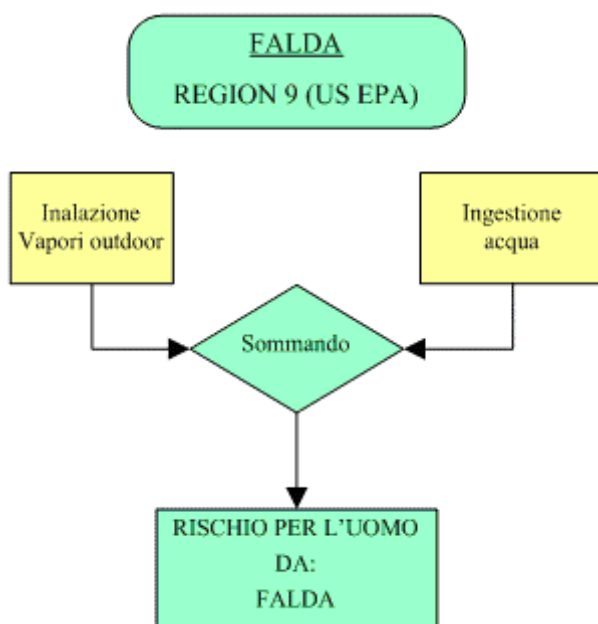 FALDA
REGION 9 (US EPA)
Inalazione
Vapori outdoor
Ingestione
acqua
Sommando
RISCHIO PER L'UOMO
DA:
FALDA